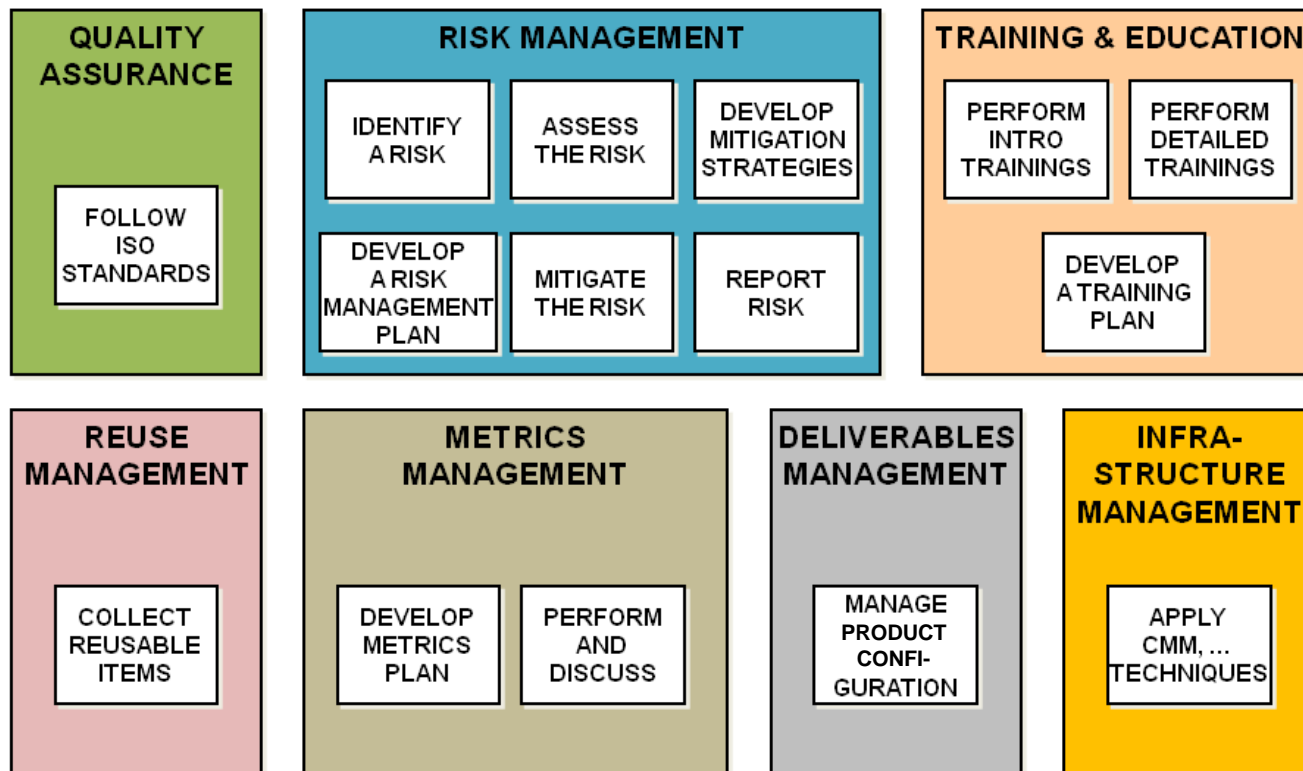 QUALITY
ASSURANCE
FOLLOW
ISO
STANDARDS
RISK MANAGEMENT
IDENTIFY
A RISK
ASSESS
THE RISK
DEVELOP
MITIGATION
STRATEGIES
DEVELOP
A RISK
MANAGEMENT
PLAN
MITIGATE
THE RISK
REPORT
RISK
TRAINING & EDUCATION
PERFORM
INTRO
TRAININGS
PERFORM
DETAILED
TRAININGS
DEVELOP
A TRAINING
PLAN
REUSE
MANAGEMENT
COLLECT
REUSABLE
ITEMS
METRICS
MANAGEMENT
DEVELOP
METRICS
PLAN
PERFORM
AND
DISCUSS
DELIVERABLES
MANAGEMENT
MANAGE
PRODUCT
CONFI-
GURATION
INFRA-
STRUCTURE
MANAGEMENT
APPLY
CMM, ...
TECHNIQUES